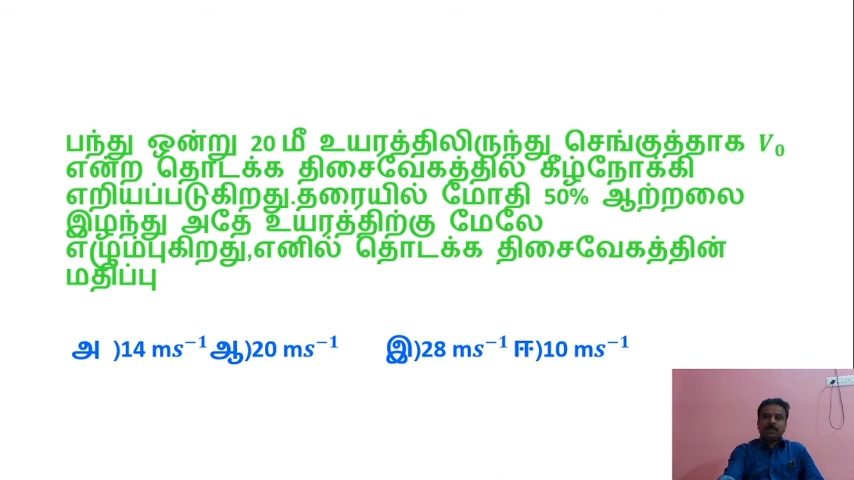 பந்து ஒன்று 20 மீ உயரத்திலிருந்து செங்குத்தாக V₀
என்ற தொடக்க திசைவேகத்தில் கீழ்நோக்கி
எறியப்படுகிறது.தரையில் மோதி 50% ஆற்றலை
இழந்து அதே உயரத்திற்கு மேலே
எழும்புகிறது,எனில் தொடக்க திசைவேகத்தின்
மதிப்பு
அ )14 ms⁻¹ ஆ)20 ms⁻¹ இ)28 ms⁻¹ ஈ)10 ms⁻¹